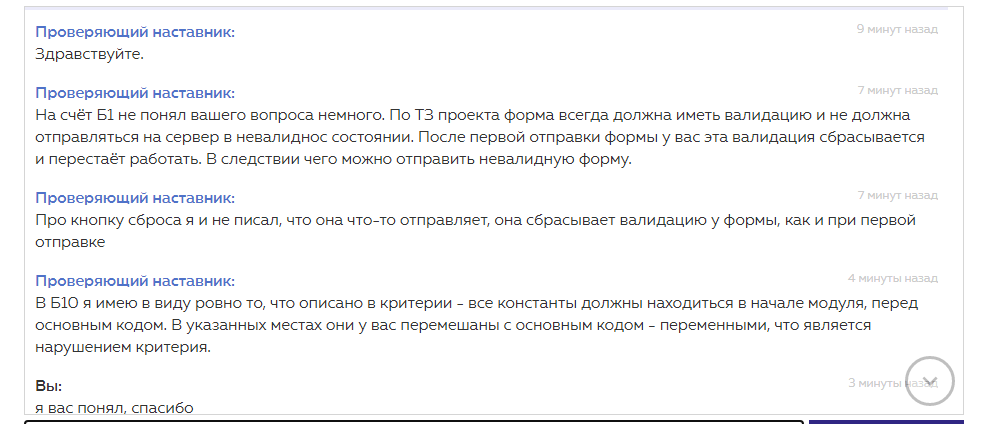 Проверяющий наставник:
9 минут назад
Здравствуйте.
Проверяющий наставник:
7 минут назад
На счёт Б1 не понял вашего вопроса немного. По ТЗ проекта форма всегда должна иметь валидацию и не должна
отправляться на сервер в невалиднос состоянии. После первой отправки формы у вас эта валидация сбрасывается
и перестаёт работать. В следствии чего можно отправить невалидную форму.
Проверяющий наставник:
7 минут назад
Про кнопку сброса я и не писал, что она что-то отправляет, она сбрасывает валидацию у формы, как и при первой
отправке
Проверяющий наставник:
4 минуты назад
В Б10 я имею в виду ровно то, что описано в критерии - все константы должны находиться в начале модуля, перед
основным кодом. В указанных местах они у вас перемешаны с основным кодом - переменными, что является
нарушением критерия.
Вы:
3 минуты назад
я вас понял, спасибо